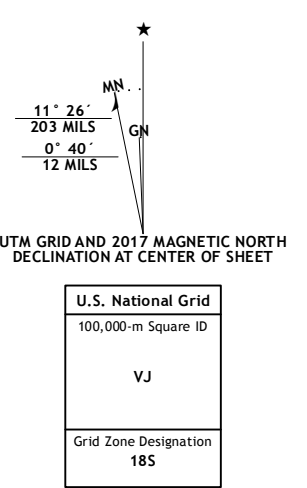 MN
GN
11° 26´
203 MILS
0° 40´
12 MILS
UTM GRID AND 2017 MAGNETIC NORTH
DECLINATION AT CENTER OF SHEET
U.S. National Grid
100,000-m Square ID
VJ
Grid Zone Designation
18S